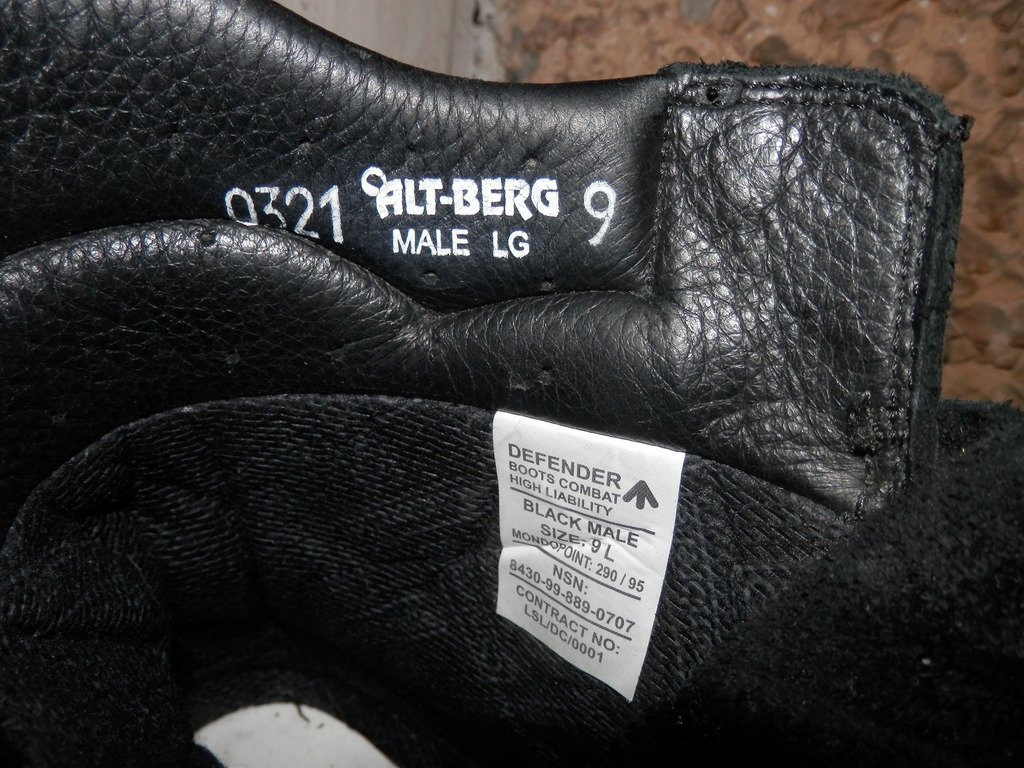 0321 ALT-BERG 9
MALE LG
DEFENDER
BOOTS COMBAT
HIGH LIABILITY
BLACK MALE
SIZE: 9 L
MONDOPOINT: 290 / 95
NSN:
8430-99-889-0707
CONTRACT NO:
LSL/DC/0001